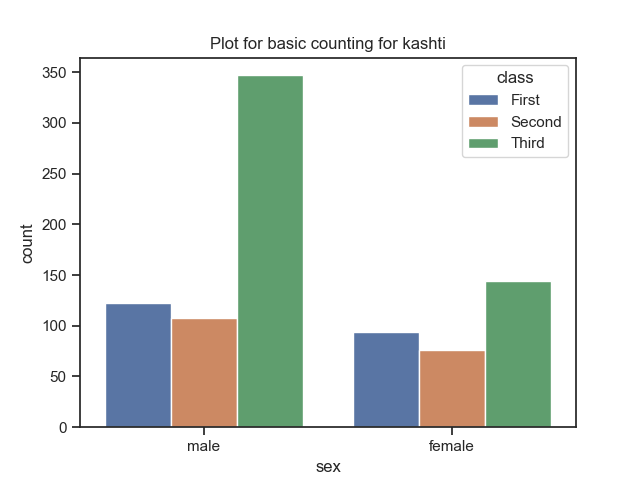 Plot for basic counting for kashti
class
First
Second
Third
350
300
250
200
150
100
50
0
count
male
female
sex